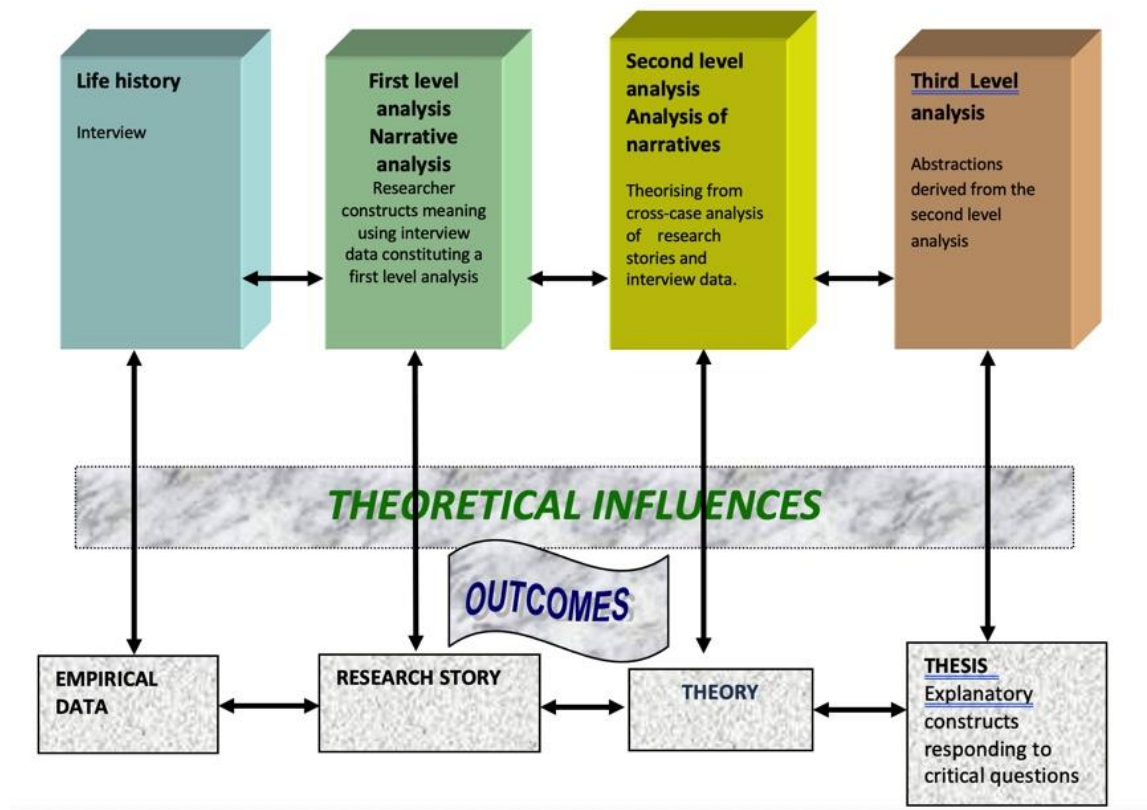 Life history
Interview
First level
analysis
Narrative
analysis
Researcher
constructs meaning
using interview
data constituting a
first level analysis
Second level
analysis
Analysis of
narratives
Theorising from
cross-case analysis
of research
stories and
interview data.
Third Level
analysis
Abstractions
derived from the
second level
analysis
THEORETICAL INFLUENCES
OUTCOMES
EMPIRICAL
DATA
RESEARCH STORY
THEORY
THESIS
Explanatory
constructs
responding to
critical questions